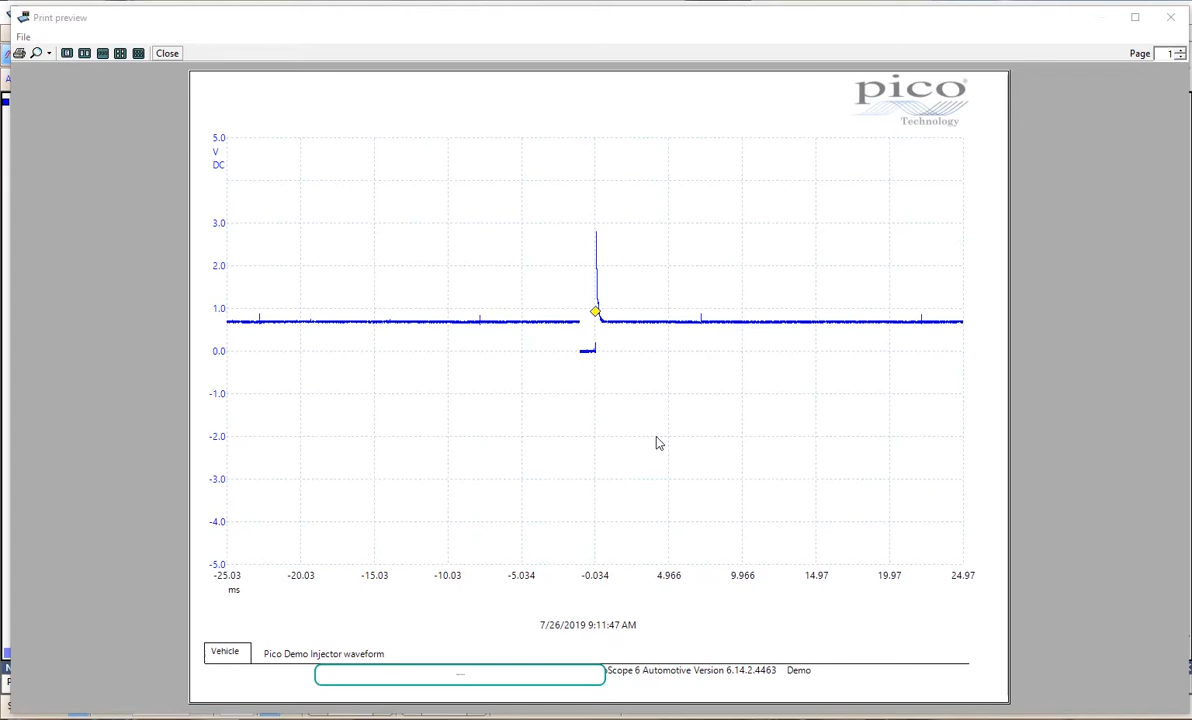 Print preview
File
Close
Page 1
pico
Technology
5.0
V
DC
3.0
2.0
1.0
0.0
-1.0
-2.0
-3.0
-4.0
-5.0
-25.03 -20.03 -15.03 -10.03 -5.034 -0.034 4.966 9.966 14.97 19.97 24.97
ms
7/26/2019 9:11:47 AM
Vehicle Pico Demo Injector waveform
Scope 6 Automotive Version 6.14.2.4463 Demo